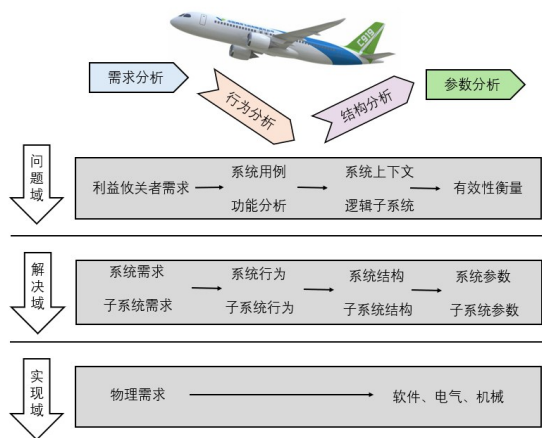 C919
需求分析
行为分析
结构分析
参数分析
问题域
利益攸关者需求
系统用例
功能分析
系统上下文
逻辑子系统
有效性衡量
解决域
系统需求
子系统需求
系统行为
子系统行为
系统结构
子系统结构
系统参数
子系统参数
实现域
物理需求
软件、电气、机械